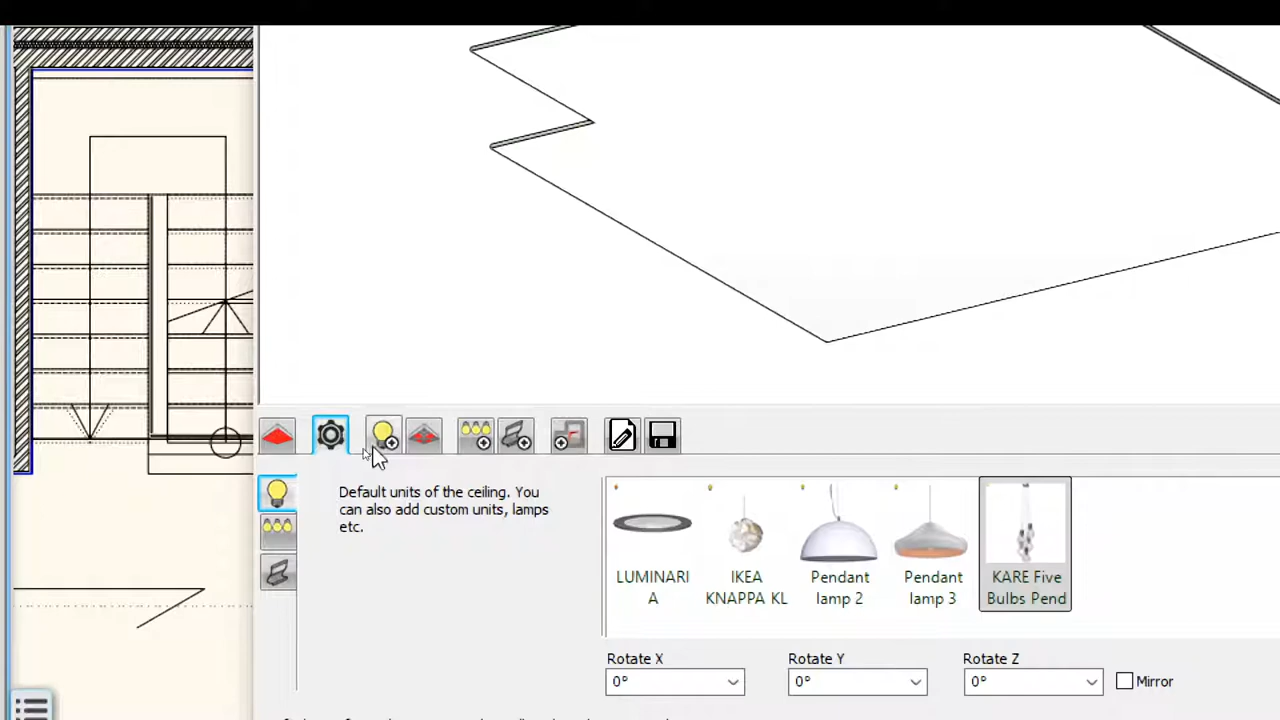 Default units of the ceiling. You
can also add custom units, lamps
etc.
LUMINARI
A
IKEA
KNAPPA KL
Pendant
lamp 2
Pendant
lamp 3
KARE Five
Bulbs Pend
Rotate X
Rotate Y
Rotate Z
0°
0°
0°
Mirror